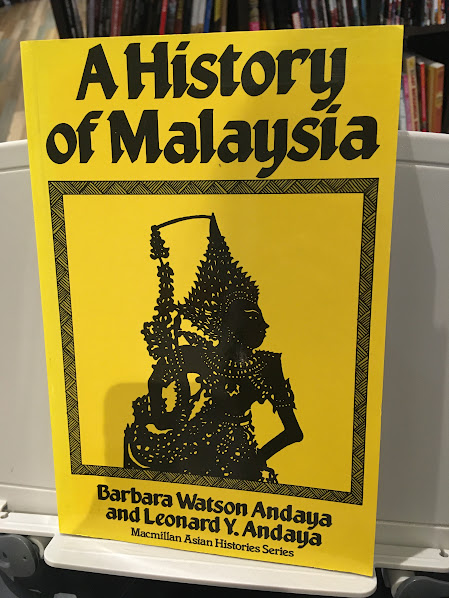 A History
of Malaysia
Barbara Watson Andaya
and Leonard Y. Andaya
Macmillan Asian Histories Series